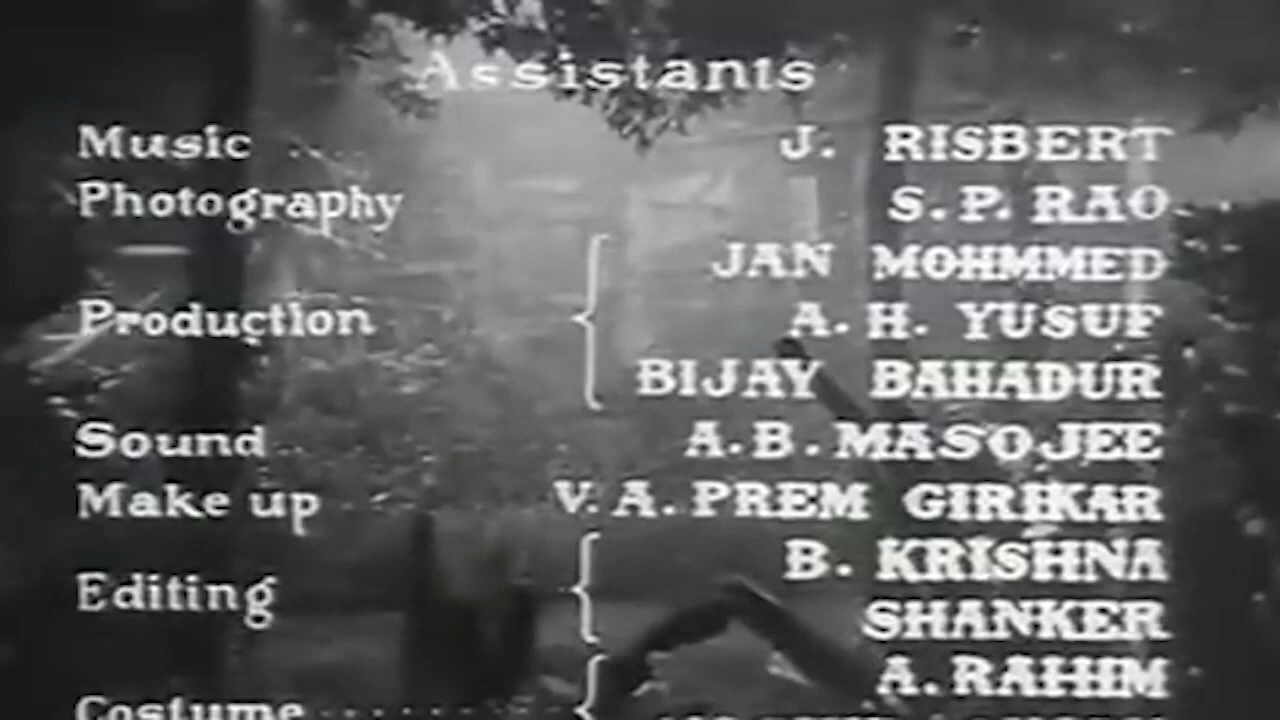 Assistants
Music .... J. RISBERT
Photography S. P. RAO
JAN MOHMMED
Production A. H. YUSUF
BIJAY BAHADUR
Sound A. B. MASOJEE
Make up V. A. PREM GIRIKAR
B. KRISHNA
Editing
SHANKER
A. RAHIM
Costume